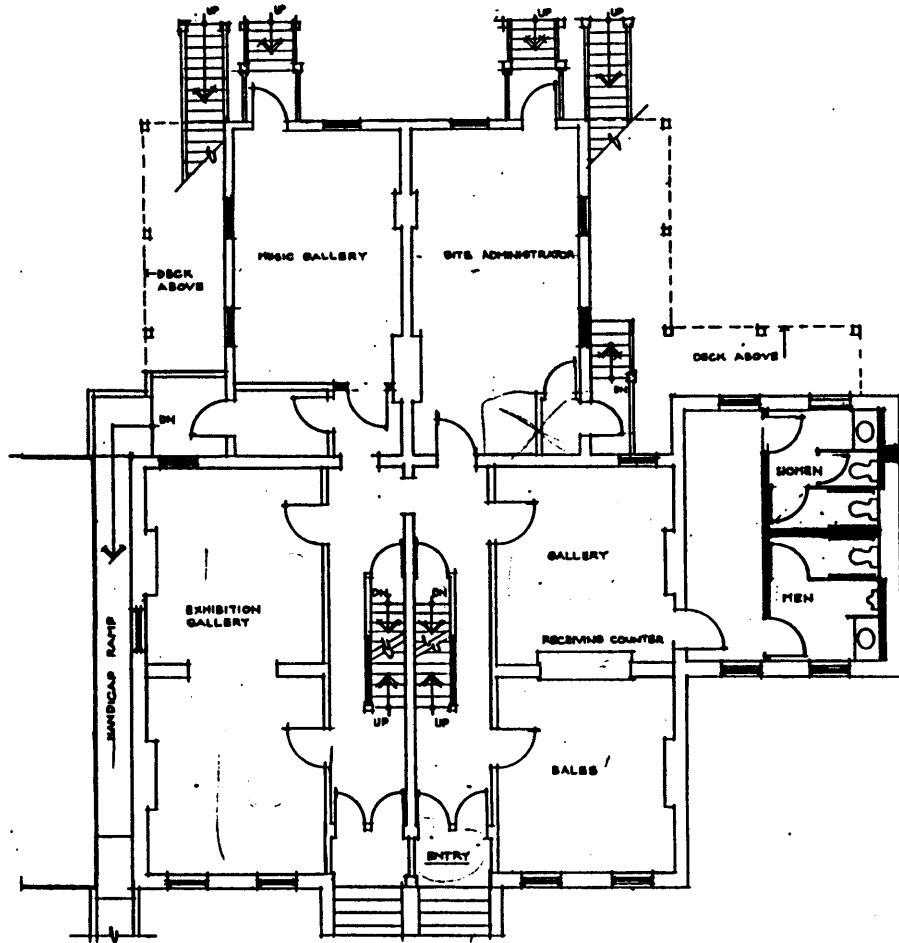 UP
UP
UP
UP
MUSIC GALLERY
SITE ADMINISTRATOR
DECK
ABOVE
DECK ABOVE
DN
DN
WOMEN
GALLERY
EXHIBITION
GALLERY
DN
DN
MEN
RECEIVING COUNTER
HANDICAP RAMP
UP
UP
SALES
ENTRY